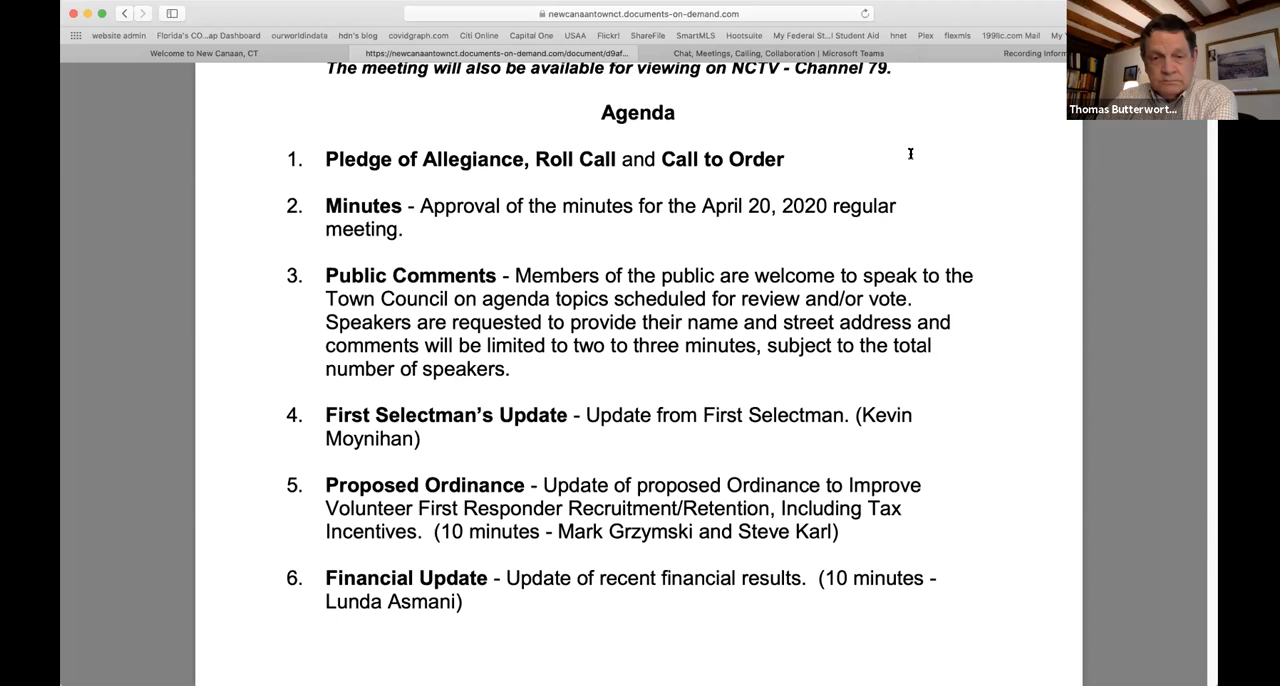 newcanaantownct.documents-on-demand.com
website admin Florida's CO...ap Dashboard ourworldindata hdn's blog covidgraph.com Citi Online USAA Flickr! ShareFile SmartMLS Hootsuite My Federal St...l Student Aid hnet Plex flexmls 199llc.com Mail My
Welcome to New Canaan, CT https://newcanaantownct.documents-on-demand.com/document/d9af... Chat, Meetings, Calling, Collaboration | Microsoft Teams Recording Inform
The meeting will also be available for viewing on NCTV - Channel 79.
Thomas Butterwort...
Agenda
1. Pledge of Allegiance, Roll Call and Call to Order
2. Minutes - Approval of the minutes for the April 20, 2020 regular
meeting.
3. Public Comments - Members of the public are welcome to speak to the
Town Council on agenda topics scheduled for review and/or vote.
Speakers are requested to provide their name and street address and
comments will be limited to two to three minutes, subject to the total
number of speakers.
4. First Selectman’s Update - Update from First Selectman. (Kevin
Moynihan)
5. Proposed Ordinance - Update of proposed Ordinance to Improve
Volunteer First Responder Recruitment/Retention, Including Tax
Incentives. (10 minutes - Mark Grzymski and Steve Karl)
6. Financial Update - Update of recent financial results. (10 minutes -
Lunda Asmani)